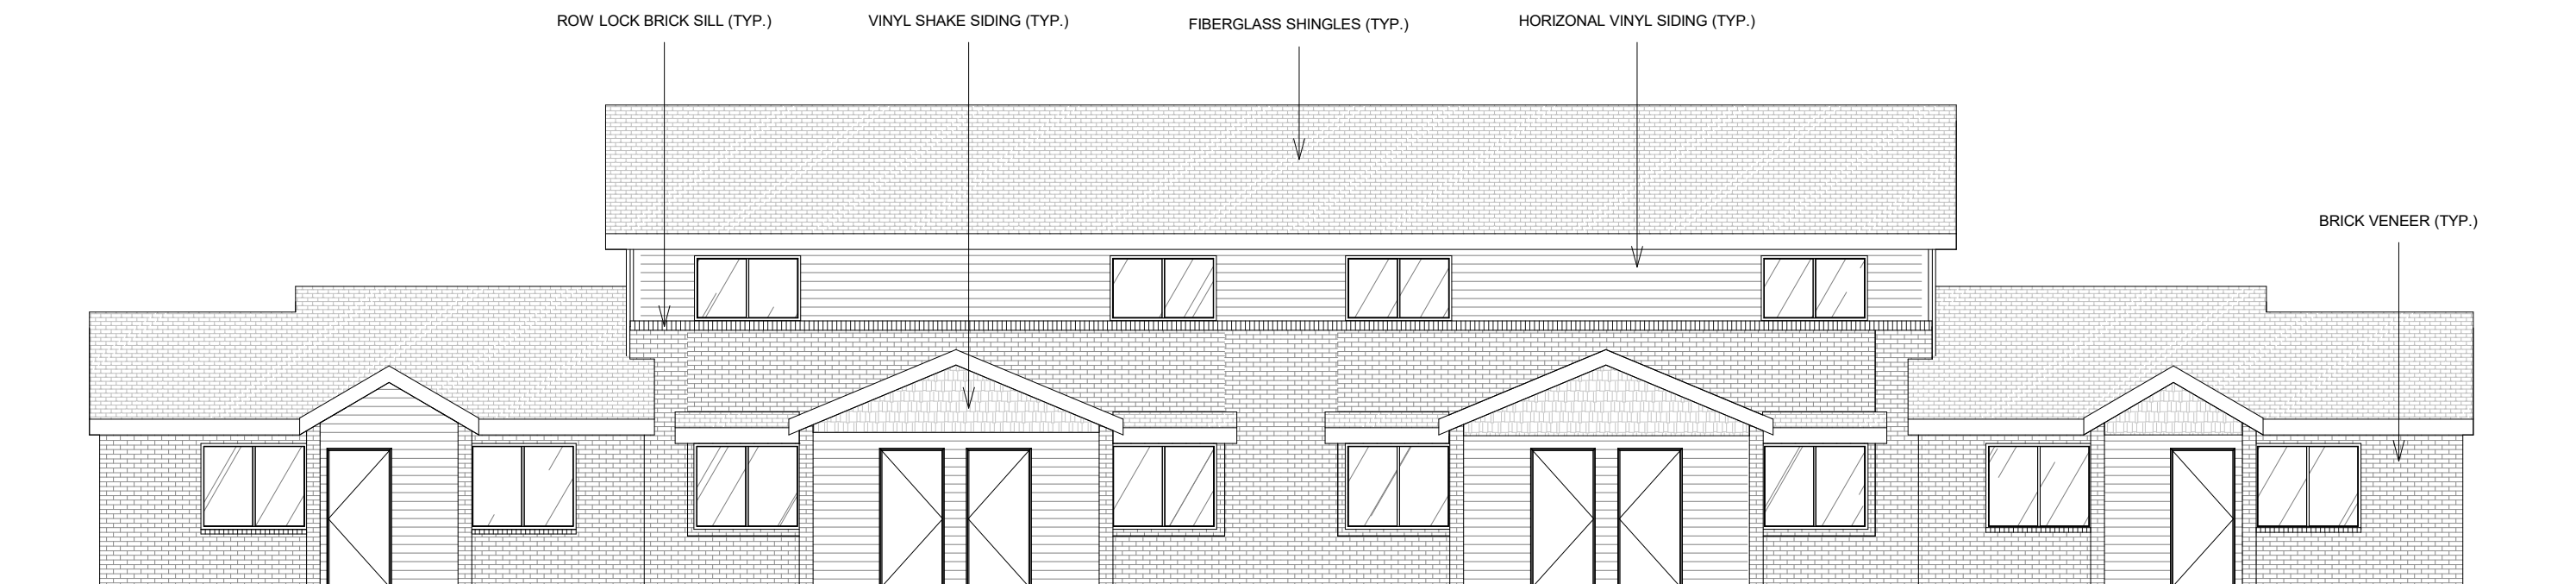 ROW LOCK BRICK SILL (TYP.)
VINYL SHAKE SIDING (TYP.)
FIBERGLASS SHINGLES (TYP.)
HORIZONAL VINYL SIDING (TYP.)
BRICK VENEER (TYP.)